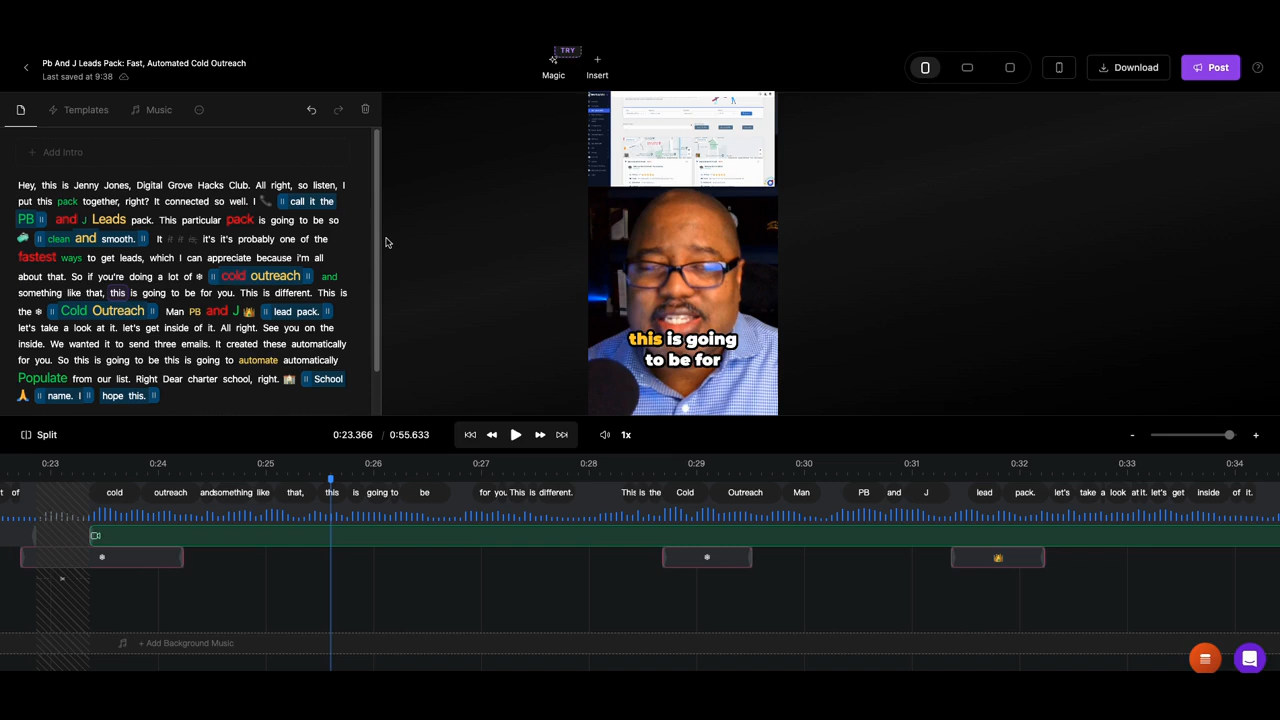 TRY
Pb And J Leads Pack: Fast, Automated Cold Outreach
Last saved at 9:38
Magic
Insert
Download
Post
Templates
Music
Add Intro
this is
Grove
Club. All right, so listen, I
put this pack together, right? It connects so well. I call it the
PB and J Leads pack. This particular pack is going to be so
clean and smooth. It it's it's probably one of the
fastest ways to get leads, which I can appreciate because i'm all
about that. So if you're doing a lot of cold outreach and
something like that, this is going to be for you. This is different. This is
the Cold Outreach Man PB and J lead pack.
let's take a look at it. let's get inside of it. All right. See you on the
inside. We wanted it to send three emails. It created these automatically
for you. So this is going to be this is going to automate automatically
Populate from our list. Right Dear charter school, right. School
name. I hope this.
this is going
to be for
Split
0:23.366 / 0:55.633
1x
- +
0:23 0:24 0:25 0:26 0:27 0:28 0:29 0:30 0:31 0:32 0:33 0:34
t of cold outreach and something like that, this is going to be for you. This is different. This is the Cold Outreach Man PB and J lead pack. let's take a look at it. let's get inside of it.
+ Add Background Music